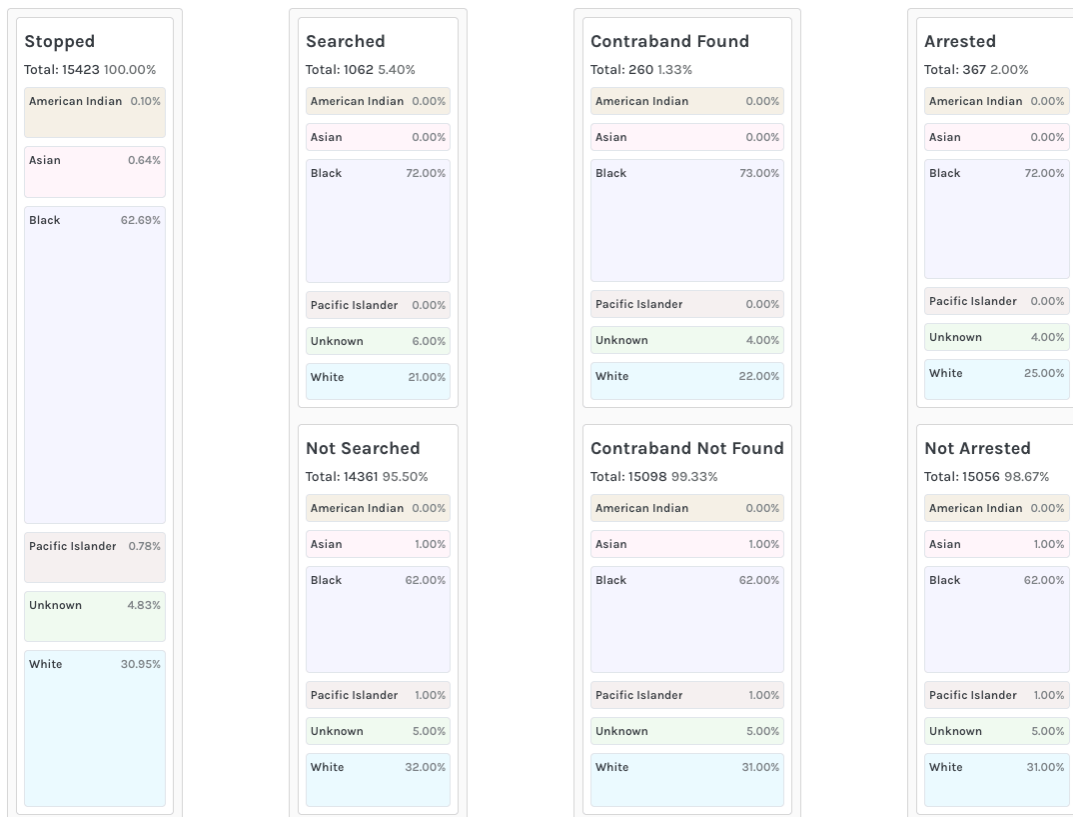 Stopped
Total: 15423 100.00%
American Indian 0.10%
Asian 0.64%
Black 62.69%
Pacific Islander 0.78%
Unknown 4.83%
White 30.95%
Searched
Total: 1062 5.40%
American Indian 0.00%
Asian 0.00%
Black 72.00%
Pacific Islander 0.00%
Unknown 6.00%
White 21.00%
Not Searched
Total: 14361 95.50%
American Indian 0.00%
Asian 1.00%
Black 62.00%
Pacific Islander 1.00%
Unknown 5.00%
White 32.00%
Contraband Found
Total: 260 1.33%
American Indian 0.00%
Asian 0.00%
Black 73.00%
Pacific Islander 0.00%
Unknown 4.00%
White 22.00%
Contraband Not Found
Total: 15098 99.33%
American Indian 0.00%
Asian 1.00%
Black 62.00%
Pacific Islander 1.00%
Unknown 5.00%
White 31.00%
Arrested
Total: 367 2.00%
American Indian 0.00%
Asian 0.00%
Black 72.00%
Pacific Islander 0.00%
Unknown 4.00%
White 25.00%
Not Arrested
Total: 15056 98.67%
American Indian 0.00%
Asian 1.00%
Black 62.00%
Pacific Islander 1.00%
Unknown 5.00%
White 31.00%